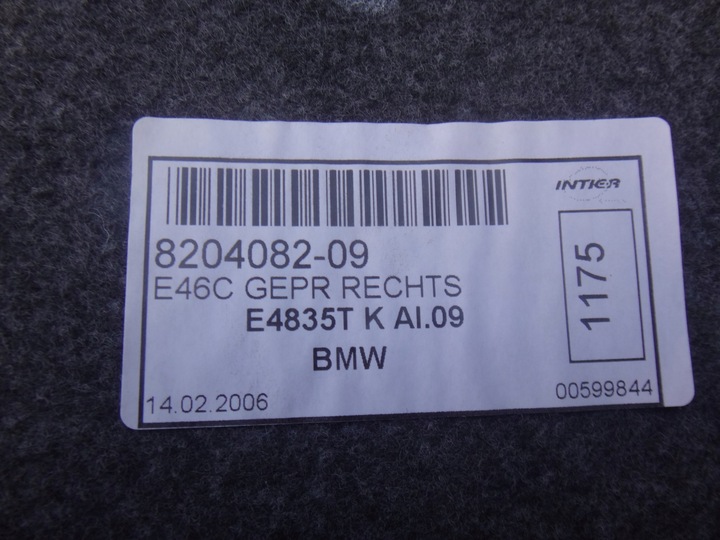 INTIER
8204082-09
E46C GEPR RECHTS
E4835T K AI.09
BMW
1175
14.02.2006
00599844